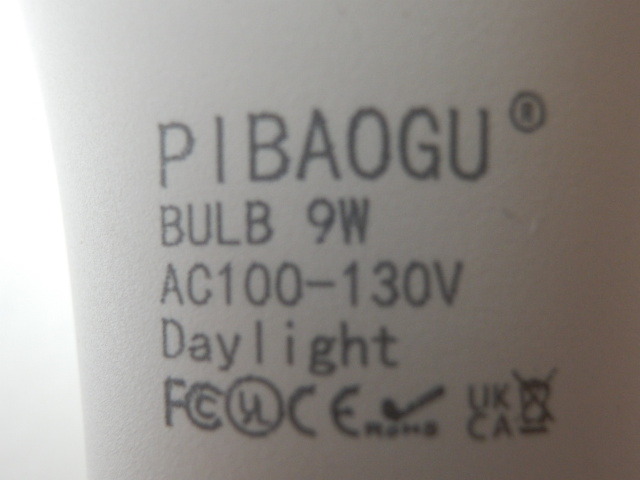 PIBAOGU®
BULB 9W
AC100-130V
Daylight
FC UL CE RoHS UK
CA